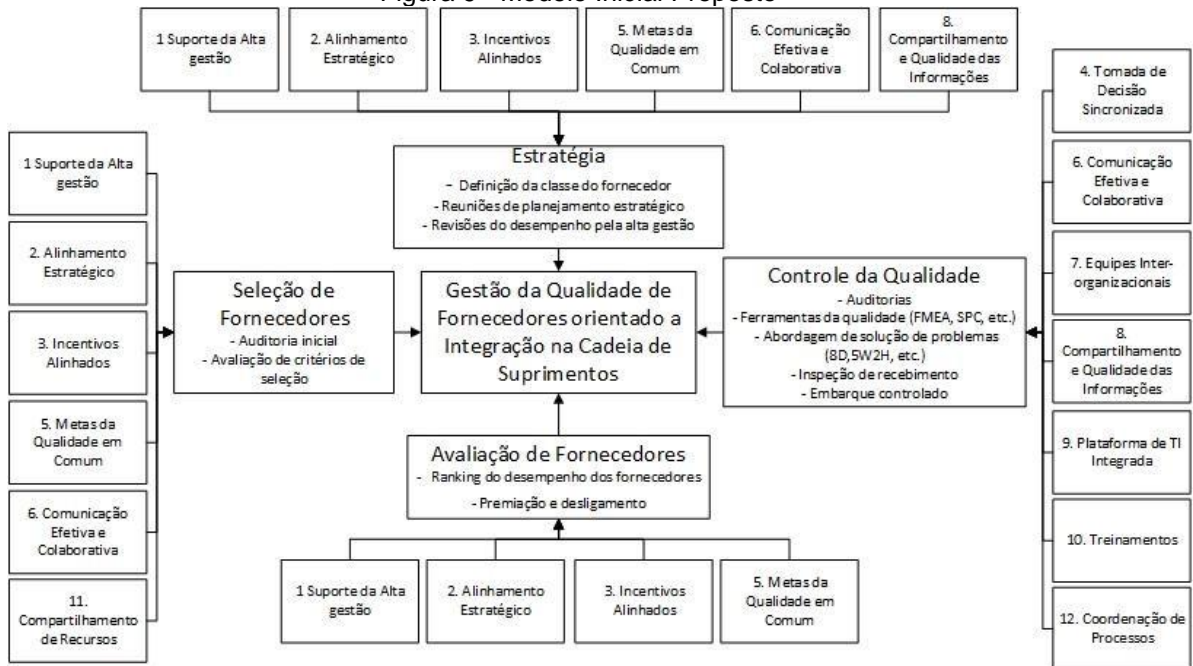 1 Suporte da Alta
gestão
2. Alinhamento
Estratégico
3. Incentivos
Alinhados
5. Metas da
Qualidade em
Comum
6. Comunicação
Efetiva e
Colaborativa
8.
Compartilhamento
e Qualidade das
Informações
Estratégia
- Definição da classe do fornecedor
- Reuniões de planejamento estratégico
- Revisões do desempenho pela alta gestão
1 Suporte da Alta
gestão
2. Alinhamento
Estratégico
3. Incentivos
Alinhados
5. Metas da
Qualidade em
Comum
6. Comunicação
Efetiva e
Colaborativa
11.
Compartilhamento
de Recursos
Seleção de
Fornecedores
- Auditoria inicial
- Avaliação de critérios de
seleção
Gestão da Qualidade de
Fornecedores orientado a
Integração na Cadeia de
Suprimentos
Controle da Qualidade
- Auditorias
- Ferramentas da qualidade (FMEA, SPC, etc.)
- Abordagem de solução de problemas
(8D,5W2H, etc.)
- Inspeção de recebimento
- Embarque controlado
4. Tomada de
Decisão
Sincronizada
6. Comunicação
Efetiva e
Colaborativa
7. Equipes Inter-
organizacionais
8.
Compartilhamento
e Qualidade das
Informações
9. Plataforma de TI
Integrada
10. Treinamentos
12. Coordenação de
Processos
Avaliação de Fornecedores
- Ranking do desempenho dos fornecedores
- Premiação e desligamento
1 Suporte da Alta
gestão
2. Alinhamento
Estratégico
3. Incentivos
Alinhados
5. Metas da
Qualidade em
Comum